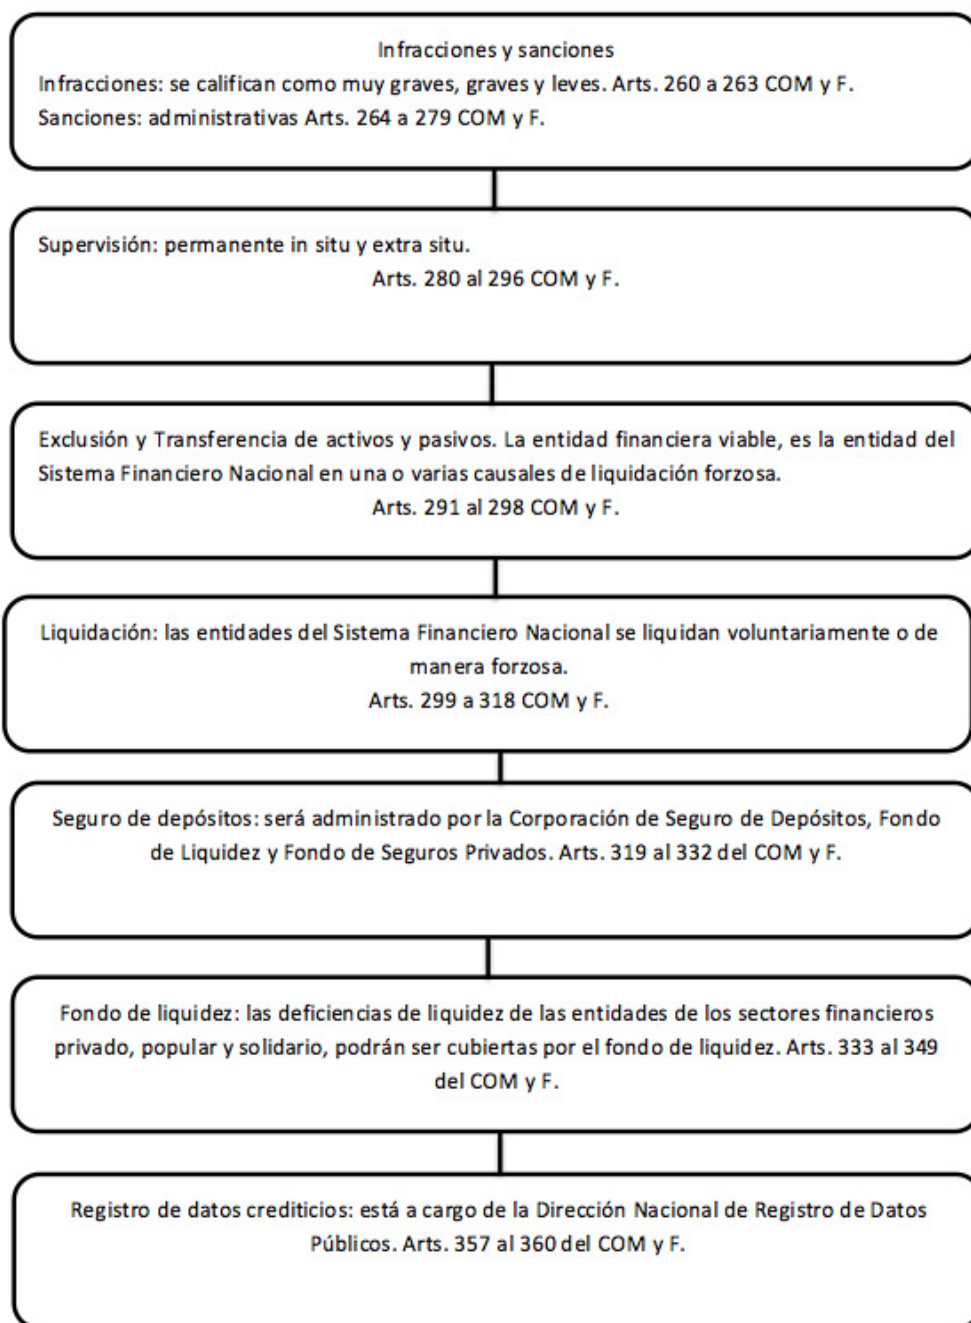 Infracciones y sanciones
Infracciones: se califican como muy graves, graves y leves. Arts. 260 a 263 COM y F.
Sanciones: administrativas Arts. 264 a 279 COM y F.
Supervisión: permanente in situ y extra situ.
Arts. 280 al 296 COM y F.
Exclusión y Transferencia de activos y pasivos. La entidad financiera viable, es la entidad del
Sistema Financiero Nacional en una o varias causales de liquidación forzosa.
Arts. 291 al 298 COM y F.
Liquidación: las entidades del Sistema Financiero Nacional se liquidan voluntariamente o de
manera forzosa.
Arts. 299 a 318 COM y F.
Seguro de depósitos: será administrado por la Corporación de Seguro de Depósitos, Fondo
de Liquidez y Fondo de Seguros Privados. Arts. 319 al 332 del COM y F.
Fondo de liquidez: las deficiencias de liquidez de las entidades de los sectores financieros
privado, popular y solidario, podrán ser cubiertas por el fondo de liquidez. Arts. 333 al 349
del COM y F.
Registro de datos crediticios: está a cargo de la Dirección Nacional de Registro de Datos
Públicos. Arts. 357 al 360 del COM y F.